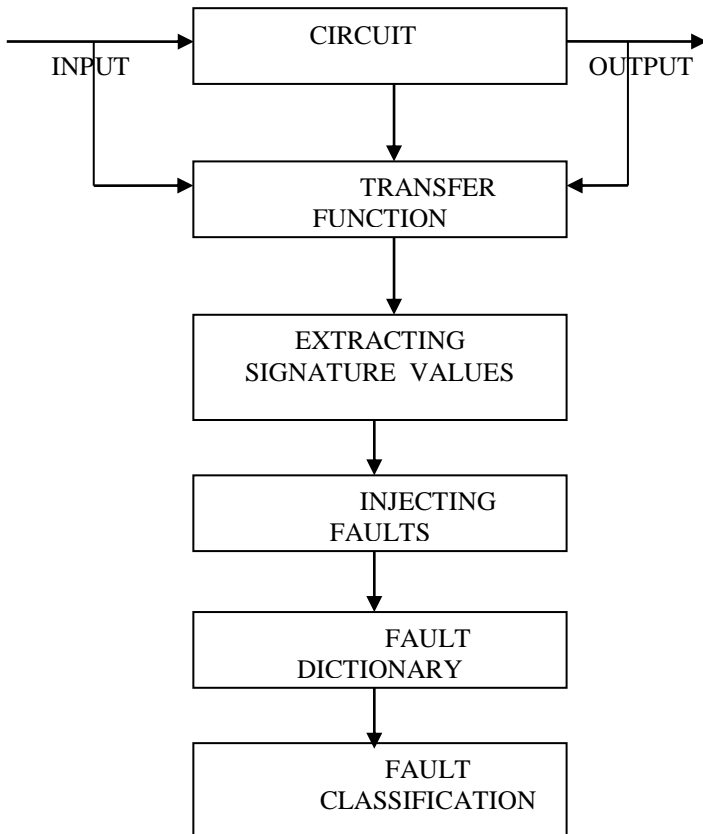 CIRCUIT
INPUT
OUTPUT
TRANSFER
FUNCTION
EXTRACTING
SIGNATURE VALUES
INJECTING
FAULTS
FAULT
DICTIONARY
FAULT
CLASSIFICATION